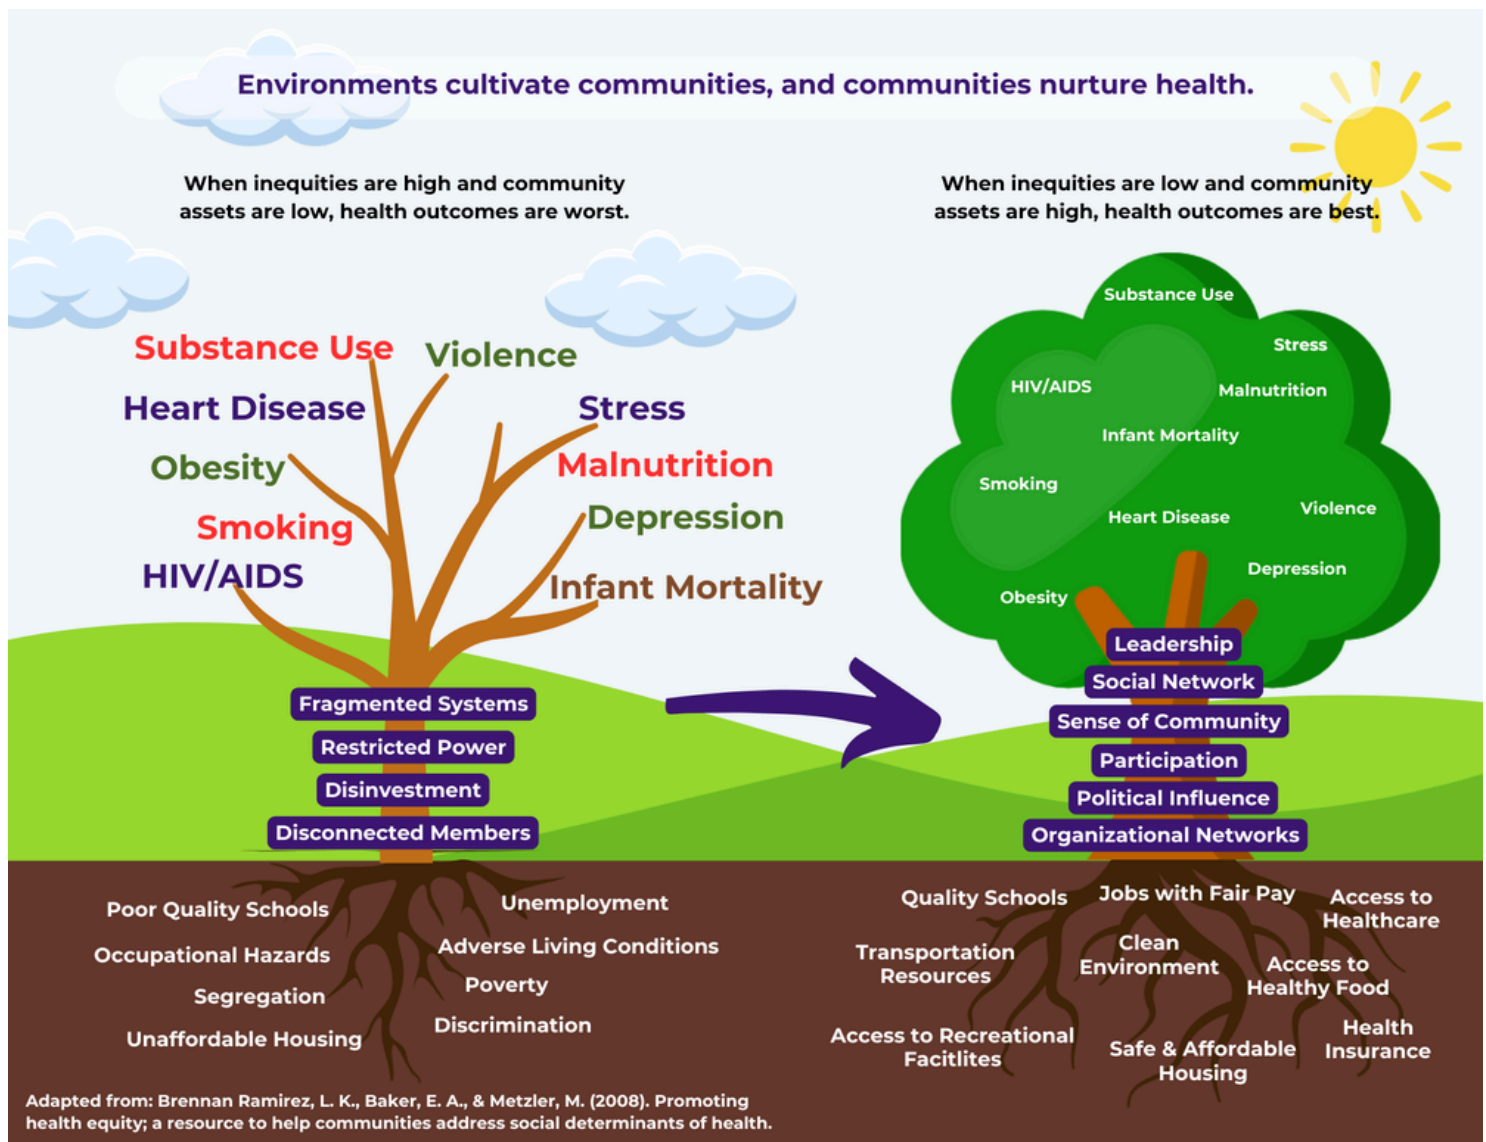 Environments cultivate communities, and communities nurture health.
When inequities are high and community
assets are low, health outcomes are worst.
When inequities are low and community
assets are high, health outcomes are best.
Substance Use
Violence
Heart Disease
Stress
Obesity
Malnutrition
Smoking
Depression
HIV/AIDS
Infant Mortality
Fragmented Systems
Restricted Power
Disinvestment
Disconnected Members
Poor Quality Schools
Unemployment
Occupational Hazards
Adverse Living Conditions
Segregation
Poverty
Unaffordable Housing
Discrimination
Substance Use
Stress
HIV/AIDS
Malnutrition
Infant Mortality
Smoking
Heart Disease
Violence
Depression
Obesity
Leadership
Social Network
Sense of Community
Participation
Political Influence
Organizational Networks
Quality Schools
Jobs with Fair Pay
Access to
Healthcare
Transportation
Resources
Clean
Environment
Access to
Healthy Food
Access to Recreational
Facitlites
Safe & Affordable
Housing
Health
Insurance
Adapted from: Brennan Ramirez, L. K., Baker, E. A., & Metzler, M. (2008). Promoting
health equity; a resource to help communities address social determinants of health.